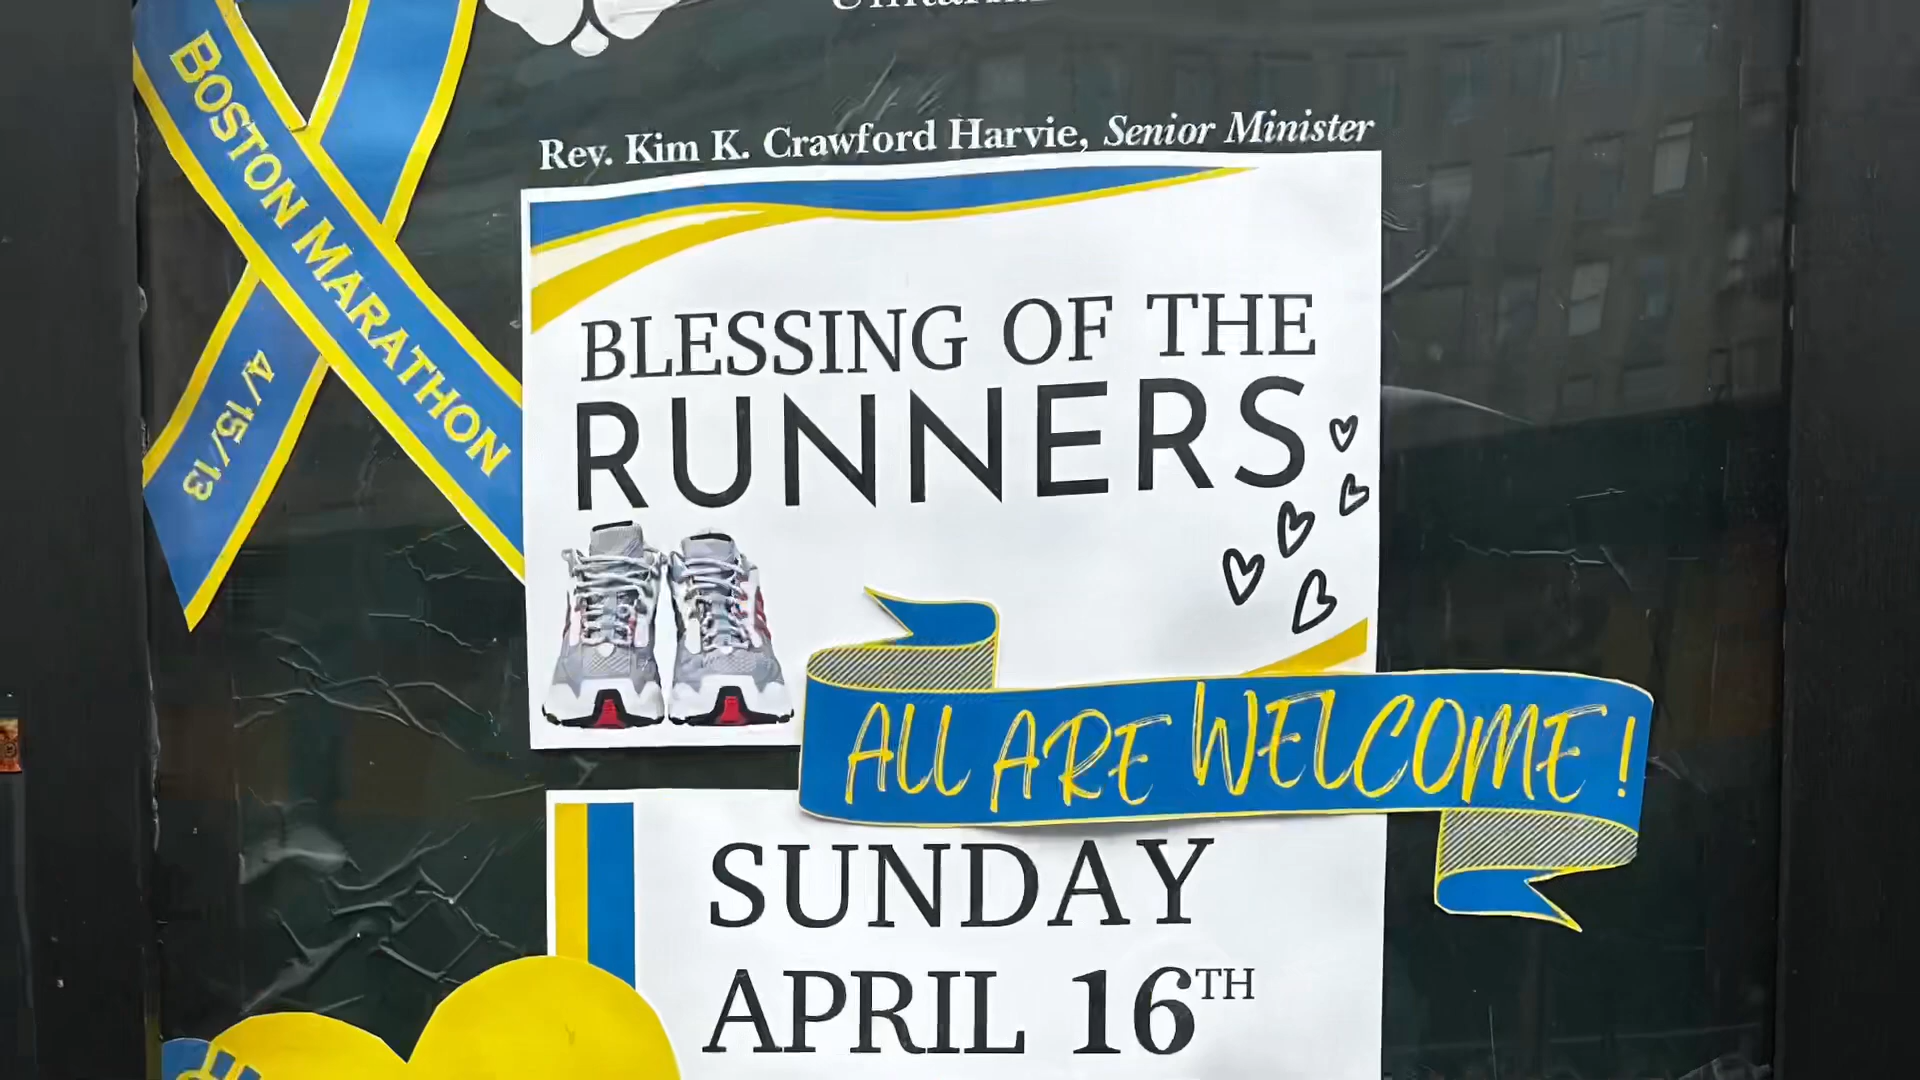 Rev. Kim K. Crawford Harvie, Senior Minister
BOSTON MARATHON
4/15/13
BLESSING OF THE
RUNNERS
ALL ARE WELCOME!
SUNDAY
APRIL 16TH